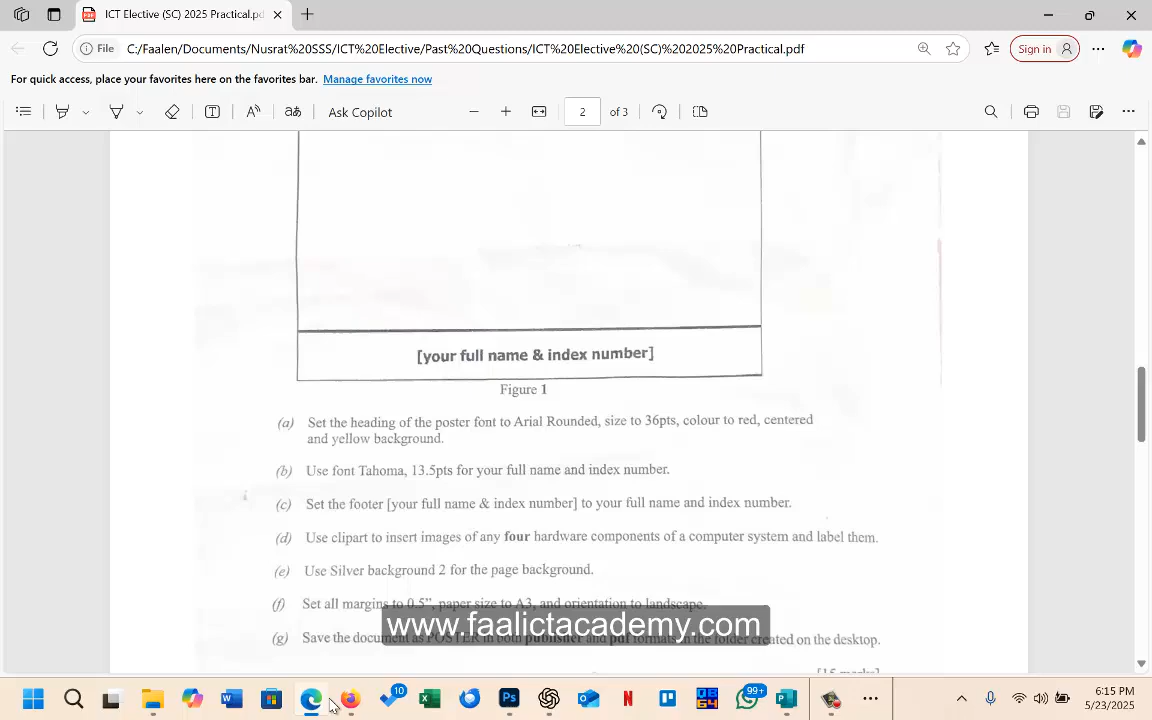 ICT Elective (SC) 2025 Practical.pd
File
C:/Faalen/Documents/Nusrat%20SSS/ICT%20Elective/Past%20Questions/ICT%20Elective%20(SC)%202025%20Practical.pdf
Sign in
For quick access, place your favorites here on the favorites bar. Manage favorites now
Ask Copilot
2 of 3
[your full name & index number]
Figure 1
(a) Set the heading of the poster font to Arial Rounded, size to 36pts, colour to red, centered
and yellow background.
(b) Use font Tahoma, 13.5pts for your full name and index number.
(c) Set the footer [your full name & index number] to your full name and index number.
(d) Use clipart to insert images of any four hardware components of a computer system and label them.
(e) Use Silver background 2 for the page background.
(f) Set all margins to 0.5", paper size to A3, and orientation to landscape.
www.faalictacademy.com
(g) Save the document as POSTER in both publisher and pdf formats in the folder created on the desktop.
[15 marks]
10
99+
6:15 PM
5/23/2025